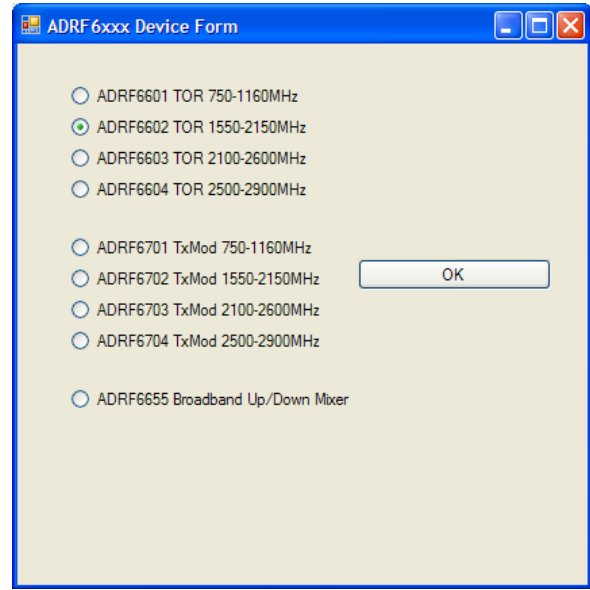 ADRF6xxx Device Form
ADRF6601 TOR 750-1160MHz
ADRF6602 TOR 1550-2150MHz
ADRF6603 TOR 2100-2600MHz
ADRF6604 TOR 2500-2900MHz
ADRF6701 TxMod 750-1160MHz
ADRF6702 TxMod 1550-2150MHz
OK
ADRF6703 TxMod 2100-2600MHz
ADRF6704 TxMod 2500-2900MHz
ADRF6655 Broadband Up/Down Mixer